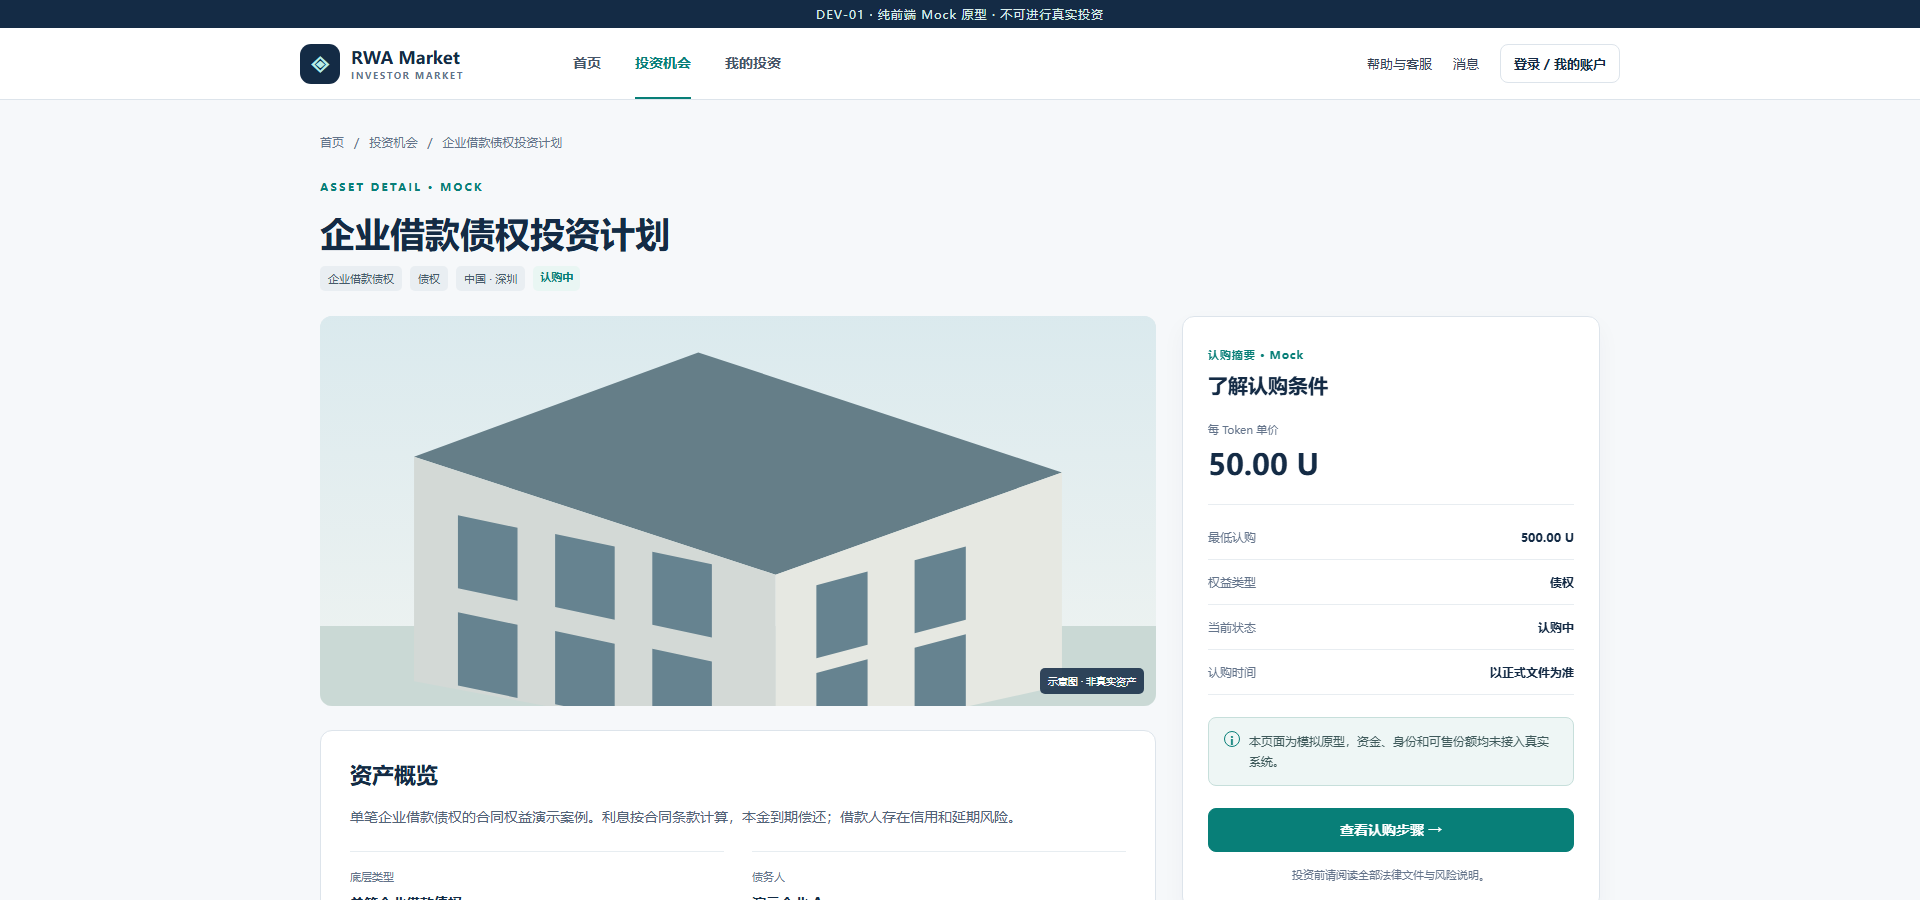 DEV-01 · 纯前端 Mock 原型 · 不可进行真实投资
RWA Market
INVESTOR MARKET
首页
投资机会
我的投资
帮助与客服
消息
登录 / 我的账户
首页 / 投资机会 / 企业借款债权投资计划
ASSET DETAIL • MOCK
企业借款债权投资计划
企业借款债权
债权
中国 · 深圳
认购中
示意图 · 非真实资产
认购摘要 • Mock
了解认购条件
每 Token 单价
50.00 U
最低认购
500.00 U
权益类型
债权
当前状态
认购中
认购时间
以正式文件为准
本页面为模拟原型，资金、身份和可售份额均未接入真实
系统。
查看认购步骤 →
投资前请阅读全部法律文件与风险说明。
资产概览
单笔企业借款债权的合同权益演示案例。利息按合同条款计算，本金到期偿还；借款人存在信用和延期风险。
底层类型
单笔企业借款债权
债务人
演示企业 A